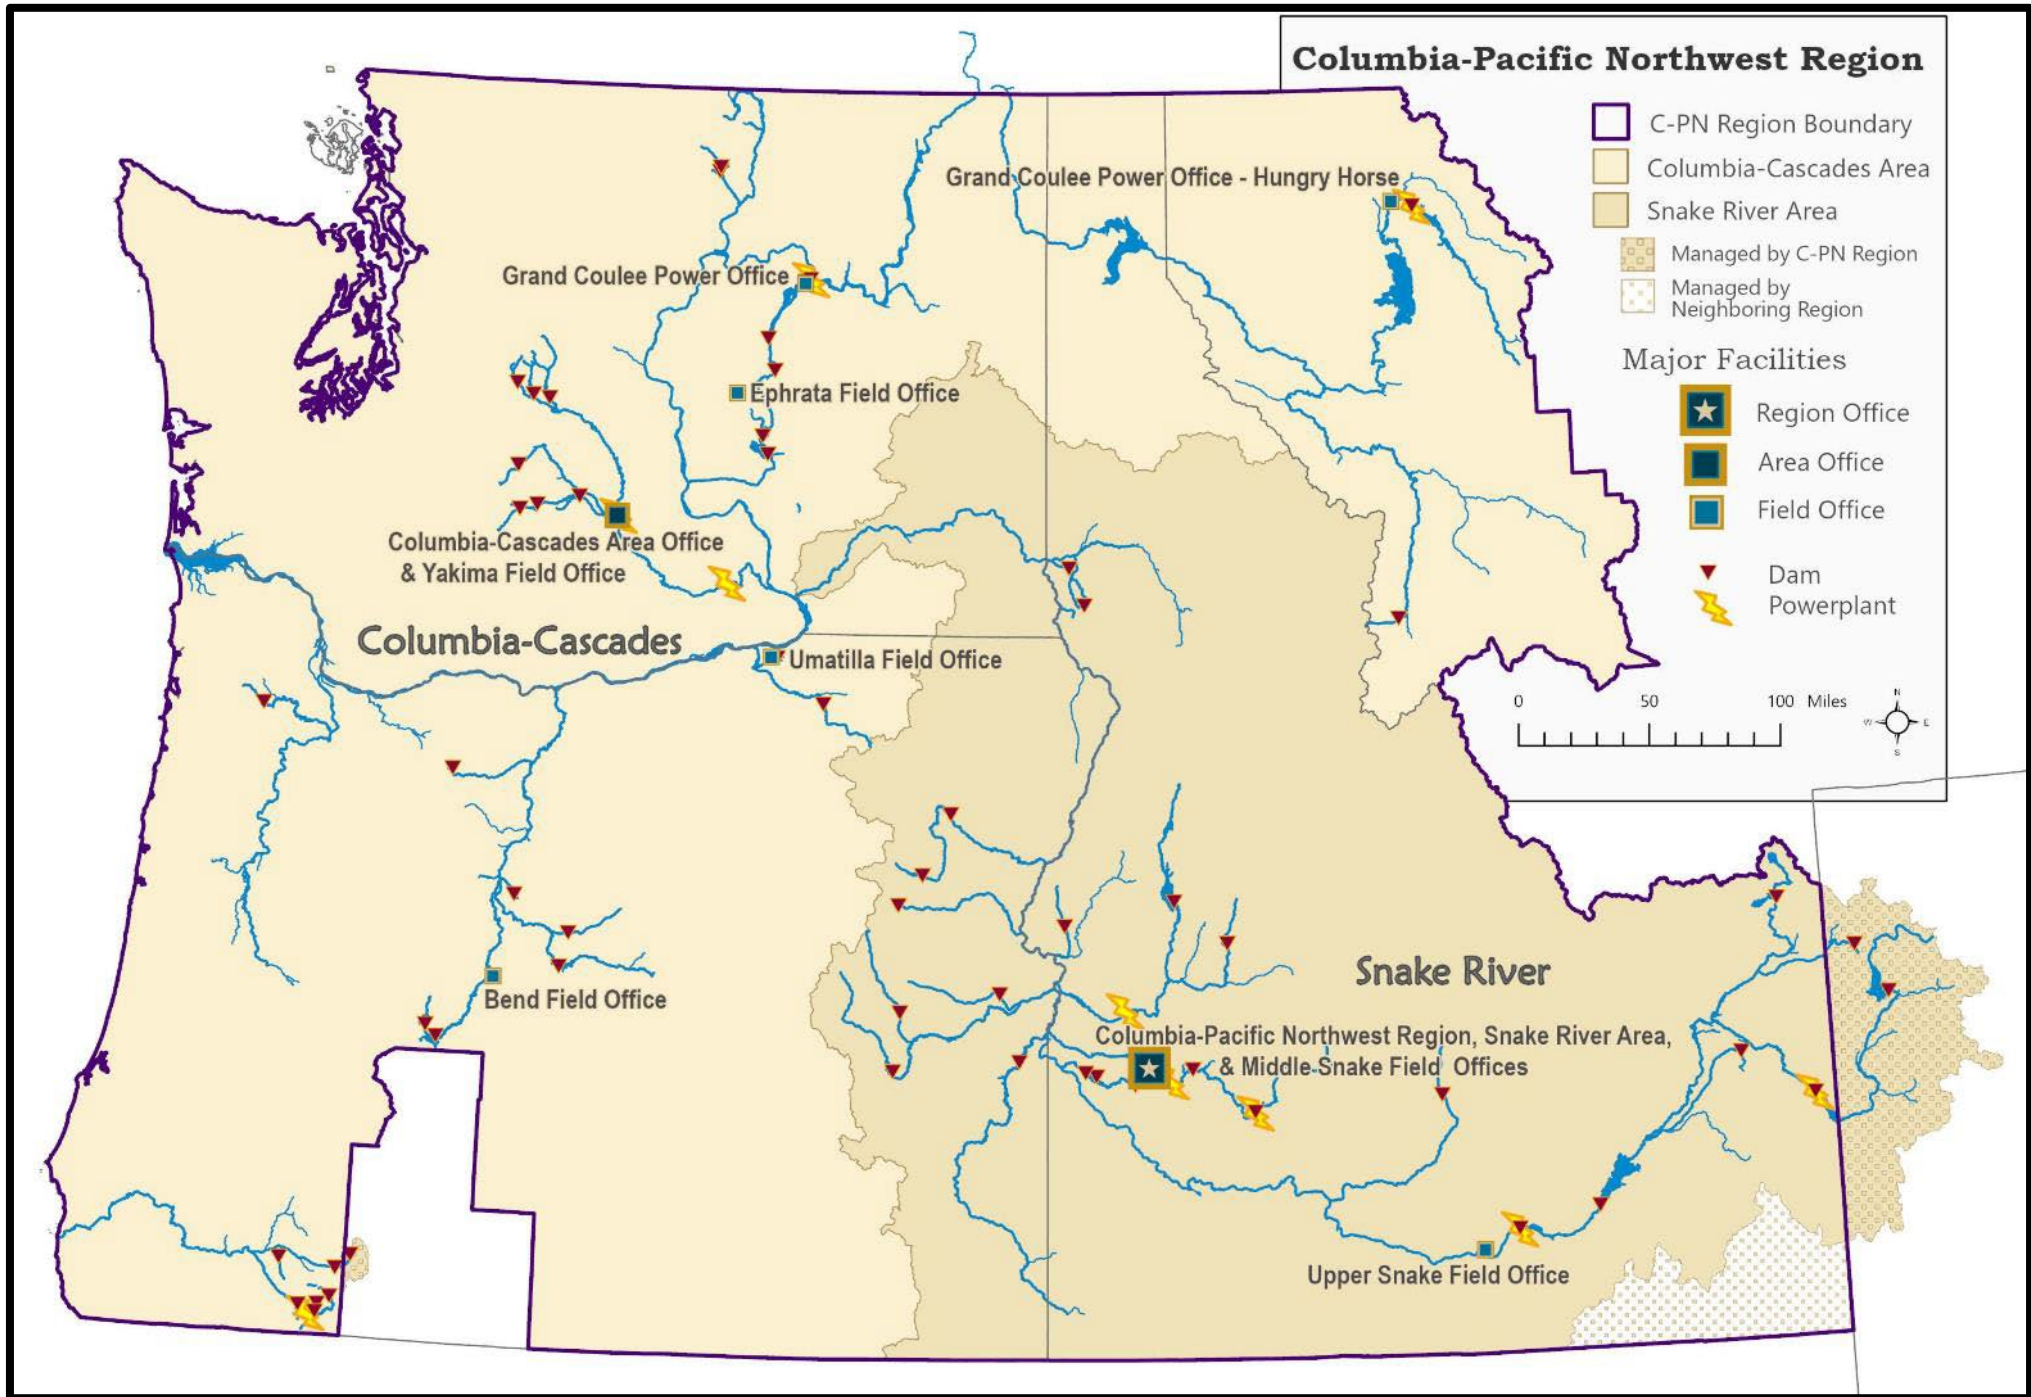 Columbia-Pacific Northwest Region
C-PN Region Boundary
Columbia-Cascades Area
Snake River Area
Managed by C-PN Region
Managed by
Neighboring Region
Major Facilities
Region Office
Area Office
Field Office
Dam
Powerplant
0 50 100 Miles
N
W E
S
Grand Coulee Power Office - Hungry Horse
Grand Coulee Power Office
Ephrata Field Office
Columbia-Cascades Area Office
& Yakima Field Office
Columbia-Cascades
Umatilla Field Office
Bend Field Office
Snake River
Columbia-Pacific Northwest Region, Snake River Area,
& Middle Snake Field Offices
Upper Snake Field Office